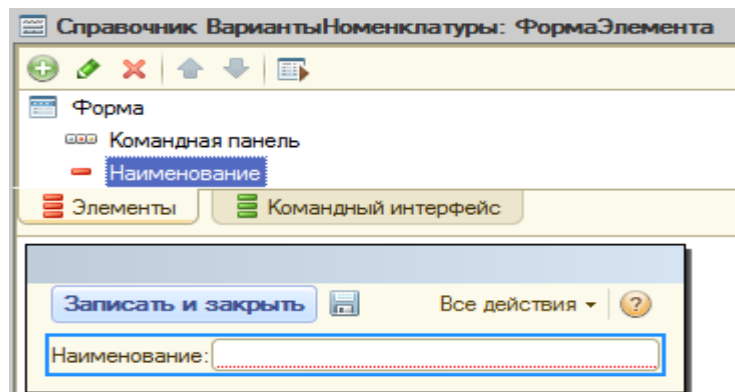 Справочник ВариантыНоменклатуры: ФормаЭлемента
Форма
Командная панель
Наименование
Элементы Командный интерфейс
Записать и закрыть Все действия ?
Наименование: